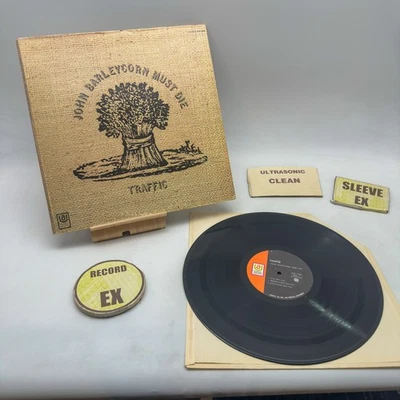 JOHN BARLEYCORN MUST DIE
TRAFFIC
ULTRASONIC
CLEAN
SLEEVE
EX
RECORD
EX